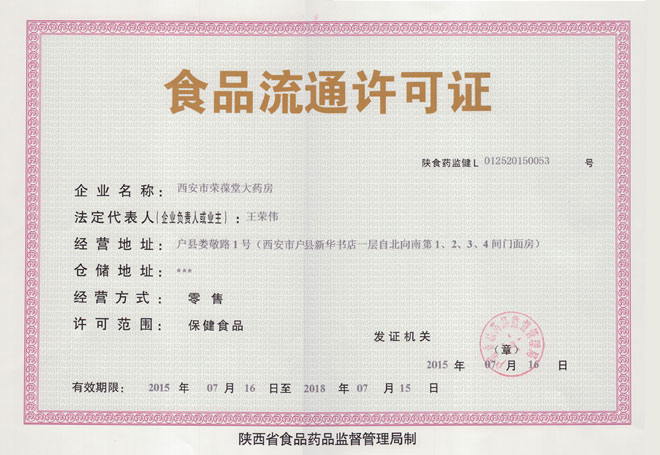 食品流通许可证
陕食药监健L 012520150053 号
企业名称：西安市荣葆堂大药房
法定代表人（企业负责人或业主）：王荣伟
经营地址：户县娄敬路1号（西安市户县新华书店一层自北向南第1、2、3、4间门面房）
仓储地址：***
经营方式：零售
许可范围：保健食品
发证机关
（章）
2015 年 07 月 16 日
有效期限：2015 年 07 月 16 日至 2018 年 07 月 15 日
陕西省食品药品监督管理局制